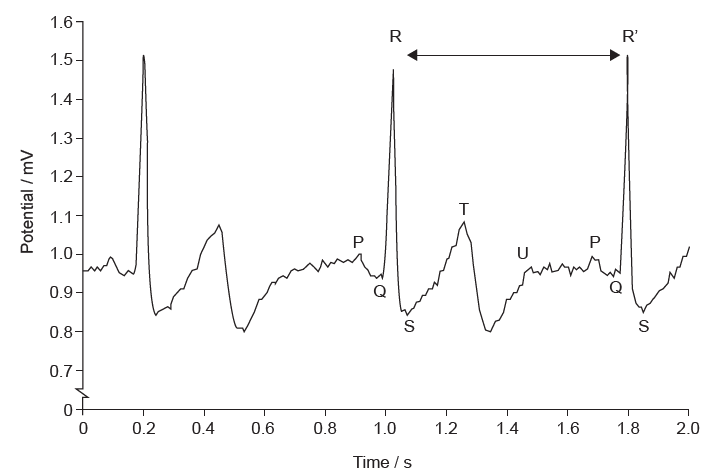 1.6
R R’
1.5
1.4
1.3
1.2
T
1.1
P U P
1.0
Q Q
0.9
S S
0.8
0.7
0
0 0.2 0.4 0.6 0.8 1.0 1.2 1.4 1.6 1.8 2.0
Potential / mV
Time / s